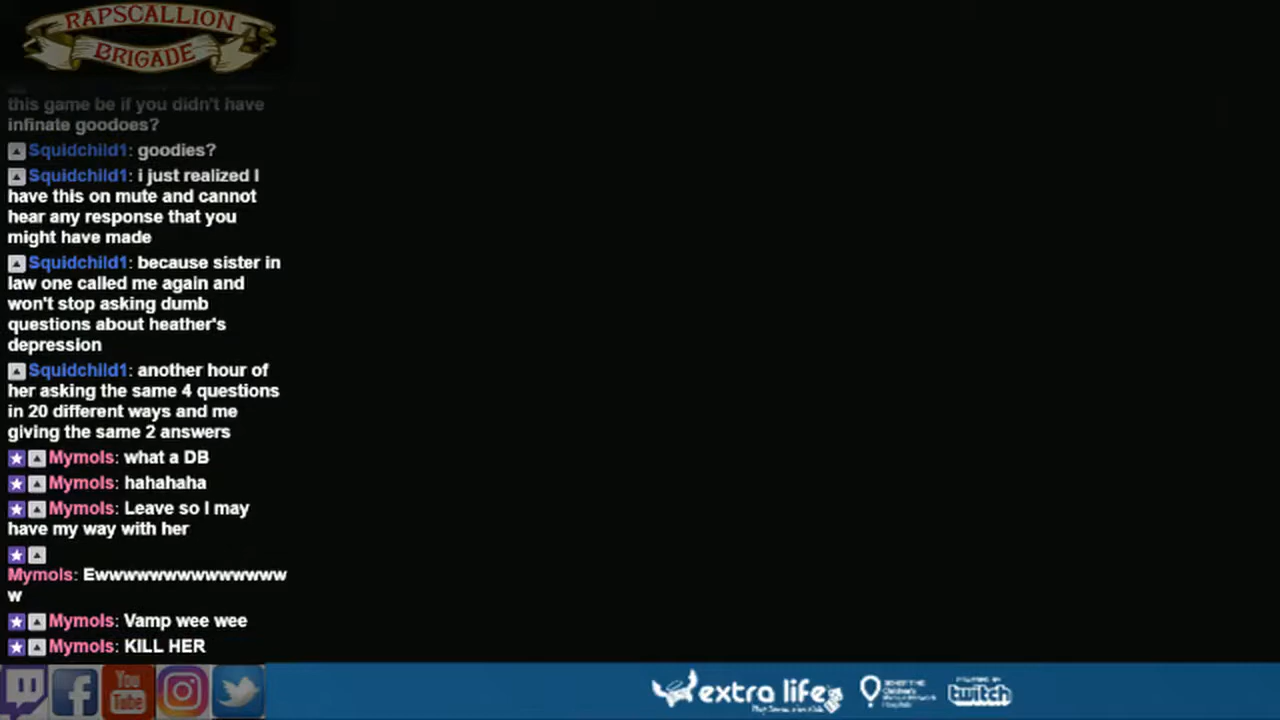 RAPSCALLION
BRIGADE
this game be if you didn't have
infinate goodoes?
Squidchild1: goodies?
Squidchild1: i just realized I
have this on mute and cannot
hear any response that you
might have made
Squidchild1: because sister in
law one called me again and
won't stop asking dumb
questions about heather's
depression
Squidchild1: another hour of
her asking the same 4 questions
in 20 different ways and me
giving the same 2 answers
Mymols: what a DB
Mymols: hahahaha
Mymols: Leave so I may
have my way with her
Mymols: Ewwwwwwwwwwwwwww
w
Mymols: Vamp wee wee
Mymols: KILL HER
You
Tube
extra life
Children's
twitch